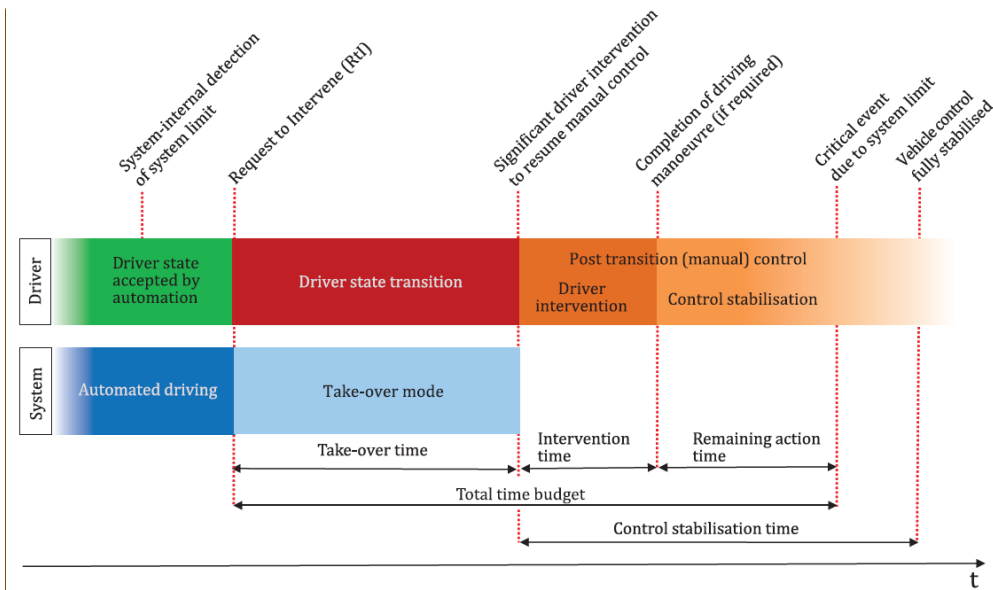 System-internal detection
of system limit
Request to Intervene (RtI)
Significant driver intervention
to resume manual control
Completion of driving
manoeuvre (if required)
Critical event
due to system limit
Vehicle control
fully stabilised
Driver
Driver state
accepted by
automation
Driver state transition
Post transition (manual) control
Driver
intervention
Control stabilisation
System
Automated driving
Take-over mode
Take-over time
Intervention
time
Remaining action
time
Total time budget
Control stabilisation time
t